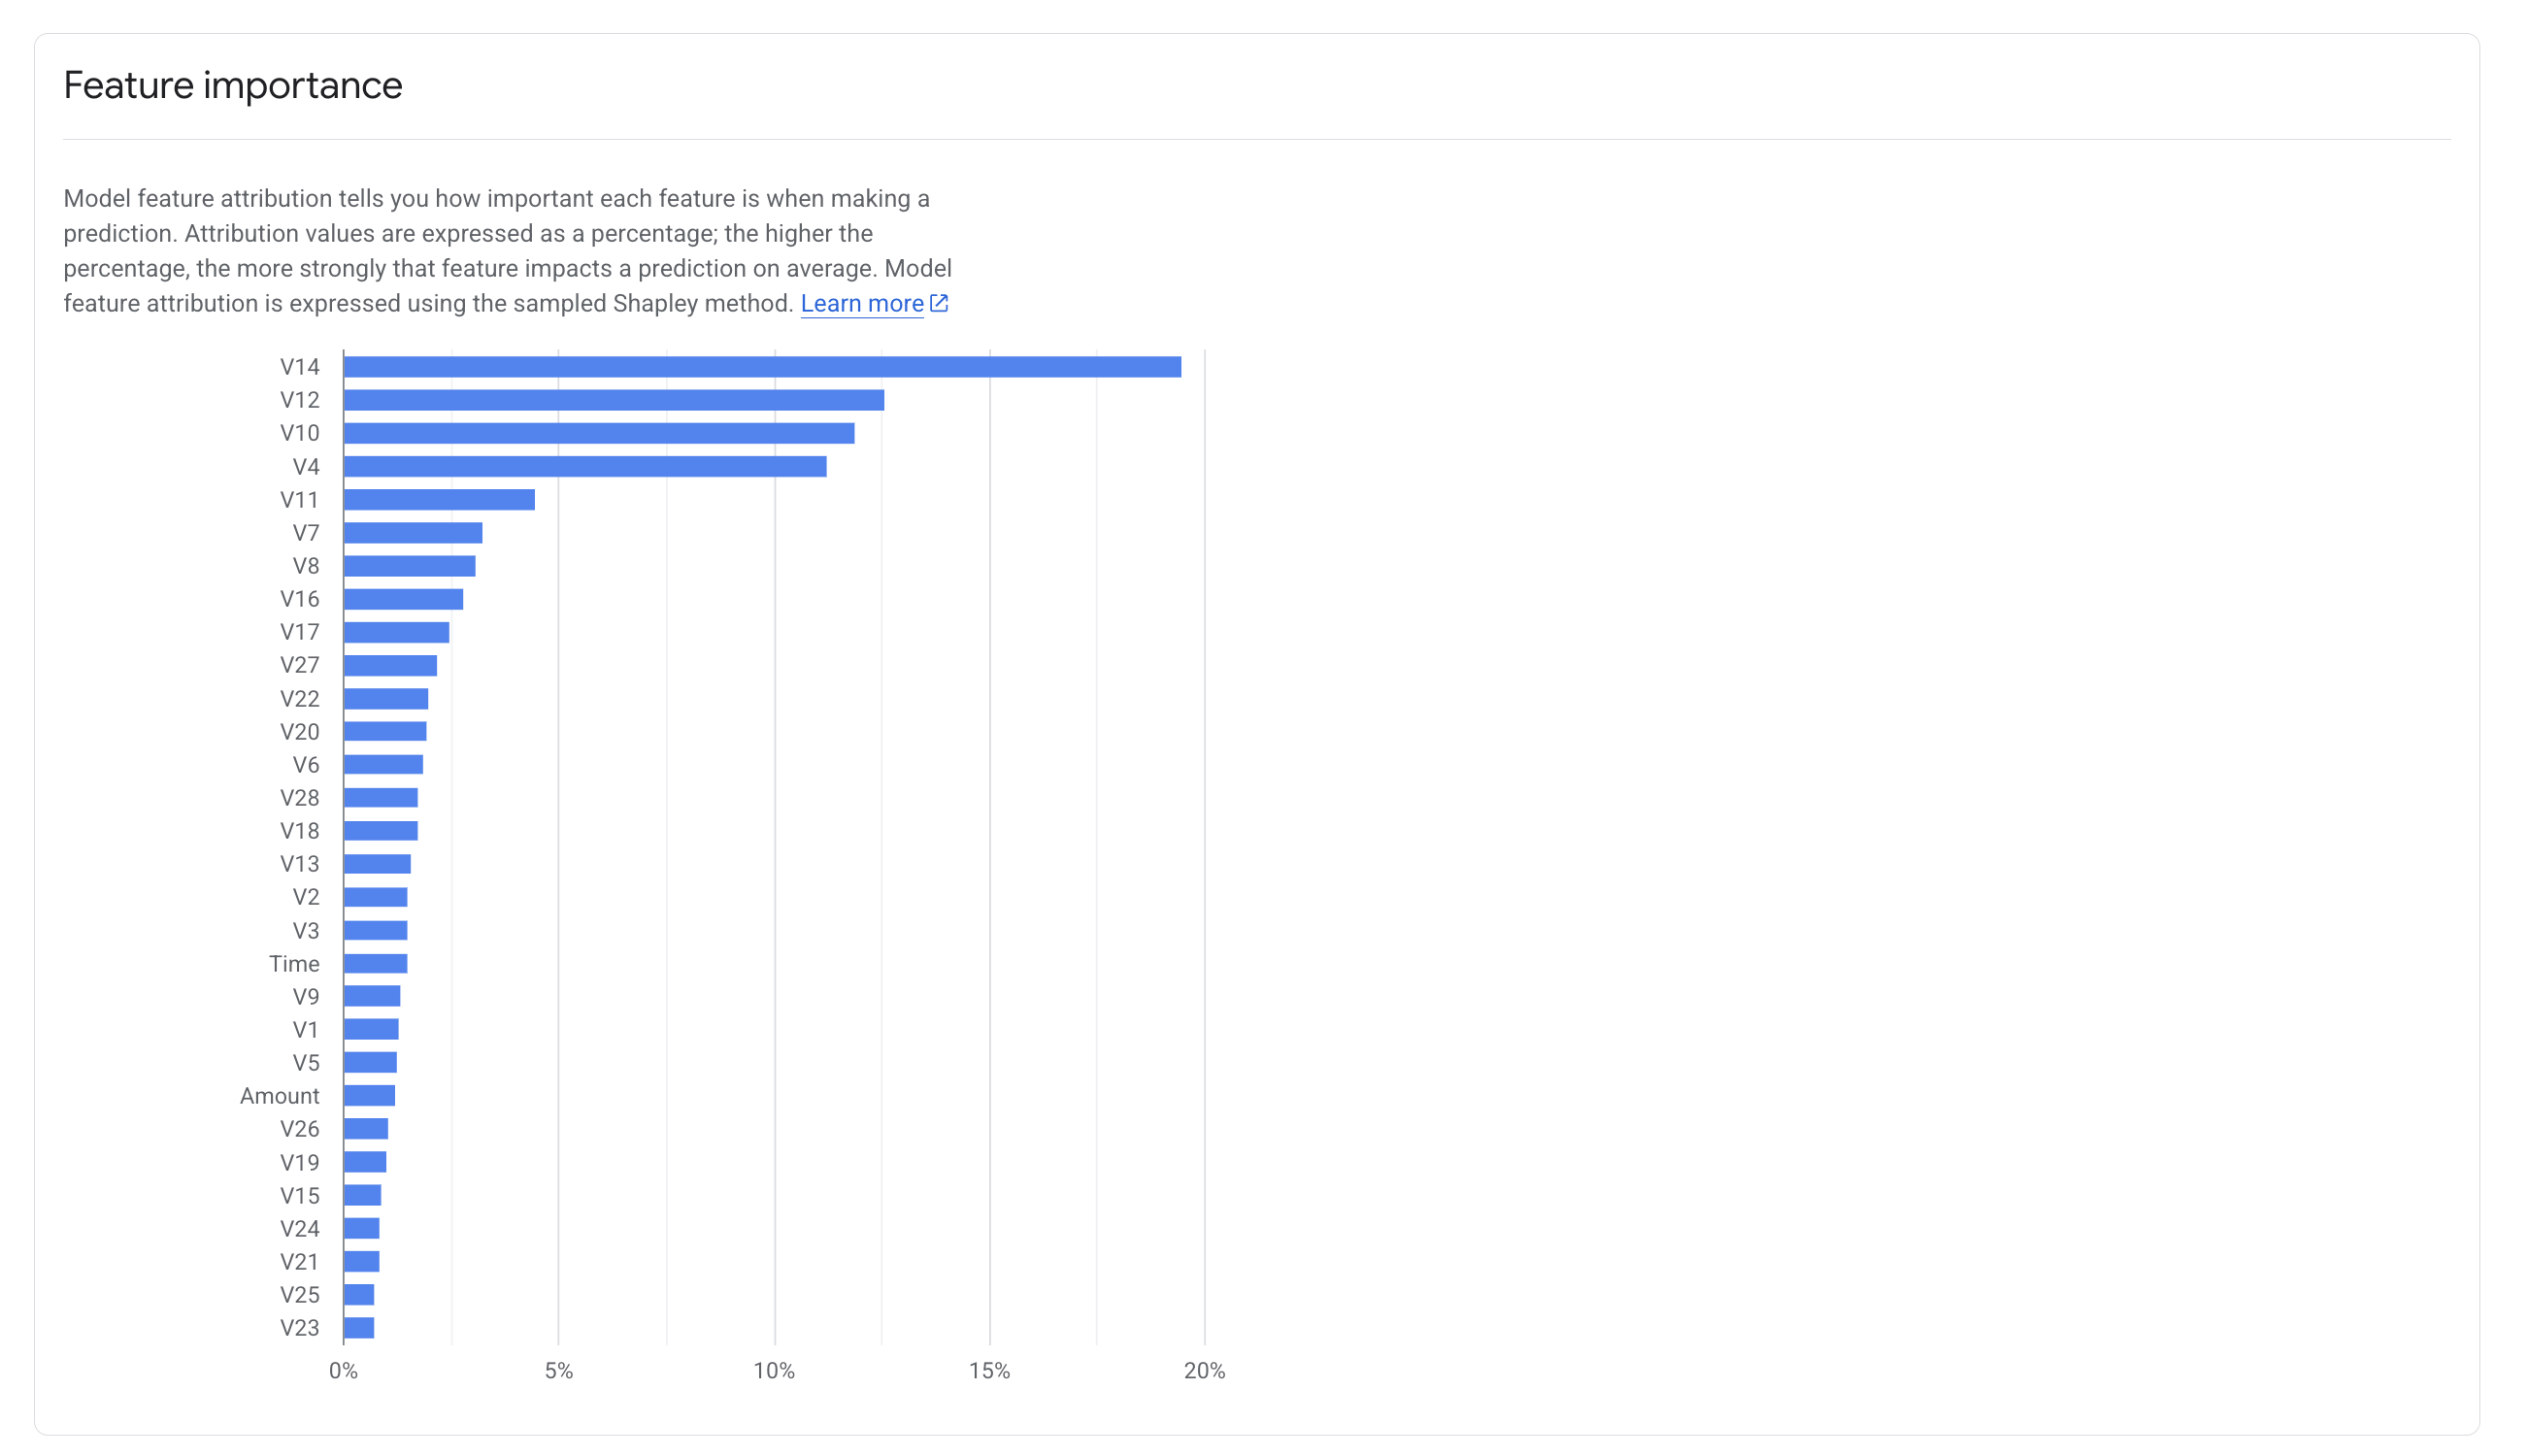 Feature importance
Model feature attribution tells you how important each feature is when making a
prediction. Attribution values are expressed as a percentage; the higher the
percentage, the more strongly that feature impacts a prediction on average. Model
feature attribution is expressed using the sampled Shapley method. Learn more
V14
V12
V10
V4
V11
V7
V8
V16
V17
V27
V22
V20
V6
V28
V18
V13
V2
V3
Time
V9
V1
V5
Amount
V26
V19
V15
V24
V21
V25
V23
0% 5% 10% 15% 20%